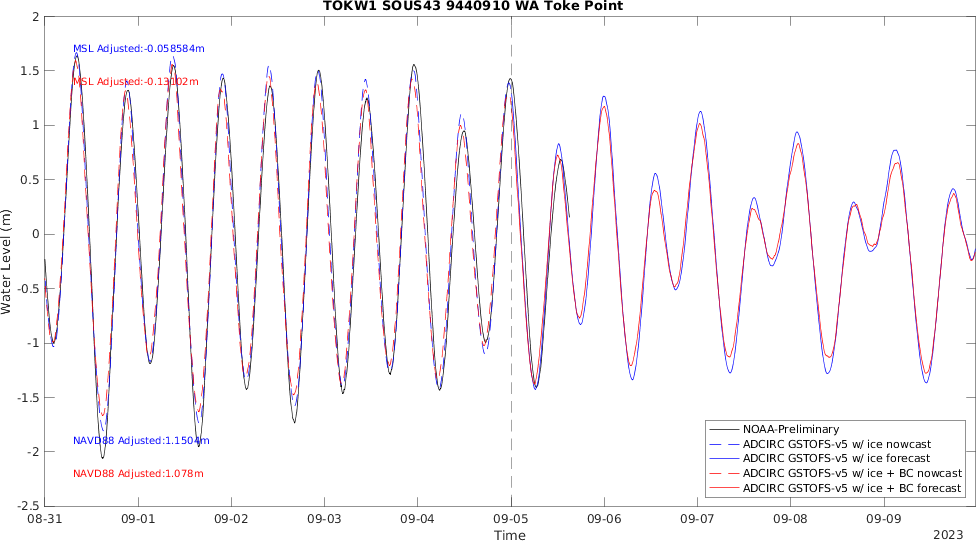 TOKW1 SOUS43 9440910 WA Toke Point
2
MSL Adjusted:-0.058584m
1.5
MSL Adjusted:-0.13102m
1
0.5
0
Water Level (m)
-0.5
-1
-1.5
NAVD88 Adjusted:1.1504m
-2
NAVD88 Adjusted:1.078m
-2.5
NOAA-Preliminary
ADCIRC GSTOFS-v5 w/ ice nowcast
ADCIRC GSTOFS-v5 w/ ice forecast
ADCIRC GSTOFS-v5 w/ ice + BC nowcast
ADCIRC GSTOFS-v5 w/ ice + BC forecast
08-31 09-01 09-02 09-03 09-04 09-05 09-06 09-07 09-08 09-09
Time
2023